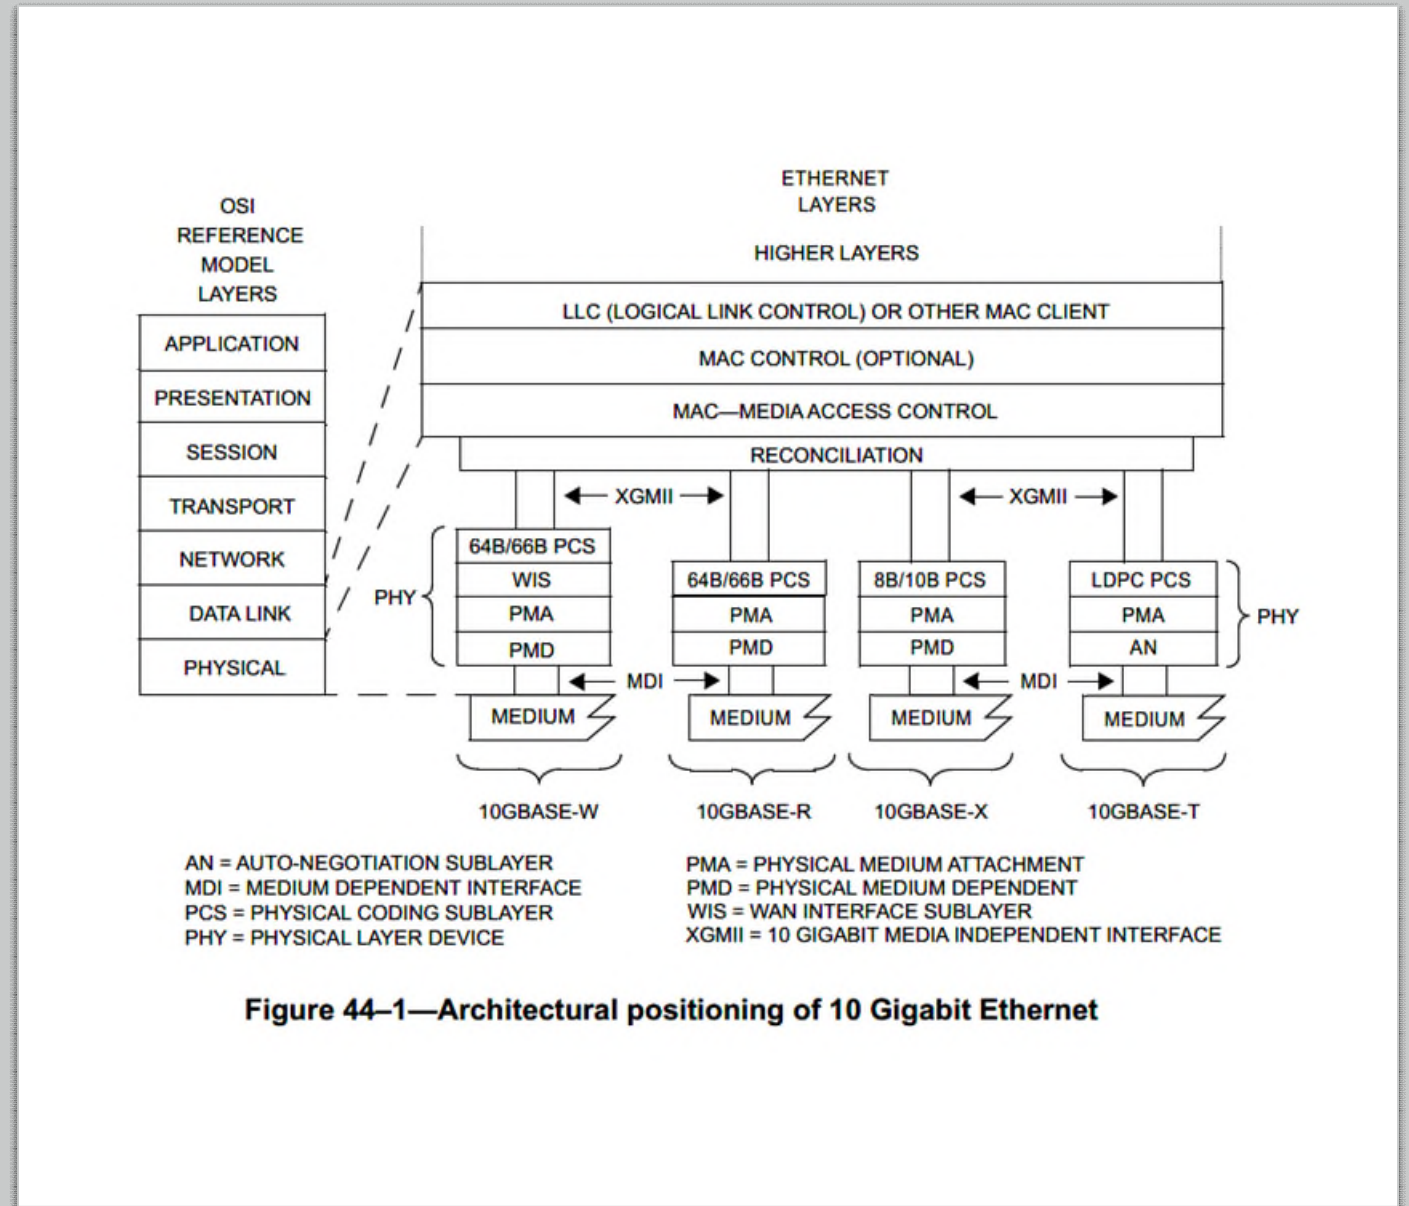 OSI
REFERENCE
MODEL
LAYERS
APPLICATION
PRESENTATION
SESSION
TRANSPORT
NETWORK
DATA LINK
PHYSICAL
ETHERNET
LAYERS
HIGHER LAYERS
LLC (LOGICAL LINK CONTROL) OR OTHER MAC CLIENT
MAC CONTROL (OPTIONAL)
MAC—MEDIA ACCESS CONTROL
RECONCILIATION
XGMII
XGMII
PHY
64B/66B PCS
WIS
PMA
PMD
64B/66B PCS
PMA
PMD
8B/10B PCS
PMA
PMD
LDPC PCS
PMA
AN
PHY
MDI
MDI
MEDIUM
MEDIUM
MEDIUM
MEDIUM
10GBASE-W
10GBASE-R
10GBASE-X
10GBASE-T
AN = AUTO-NEGOTIATION SUBLAYER
MDI = MEDIUM DEPENDENT INTERFACE
PCS = PHYSICAL CODING SUBLAYER
PHY = PHYSICAL LAYER DEVICE
PMA = PHYSICAL MEDIUM ATTACHMENT
PMD = PHYSICAL MEDIUM DEPENDENT
WIS = WAN INTERFACE SUBLAYER
XGMII = 10 GIGABIT MEDIA INDEPENDENT INTERFACE
Figure 44–1—Architectural positioning of 10 Gigabit Ethernet